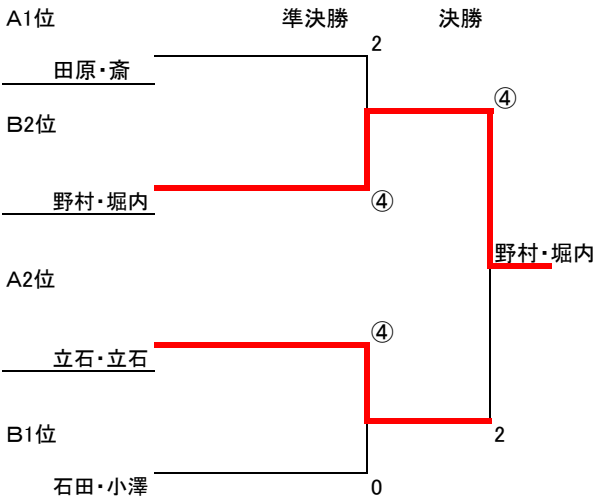 A1位 準決勝 決勝
2
田原・斎
④
B2位
野村・堀内 ④
野村・堀内
A2位
④
立石・立石
B1位 2
石田・小澤 0